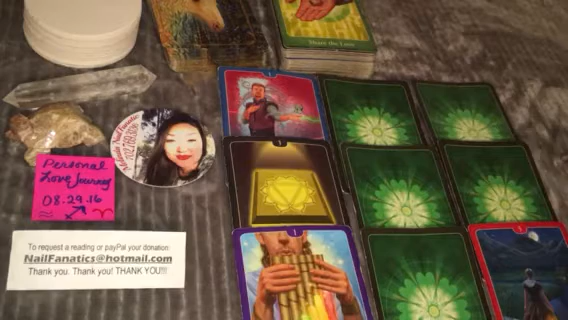 Share the Love
Personal
Love Journey
08.29.16
To request a reading or payPal your donation:
NailFanatics@hotmail.com
Thank you. Thank you! THANK YOU!!!